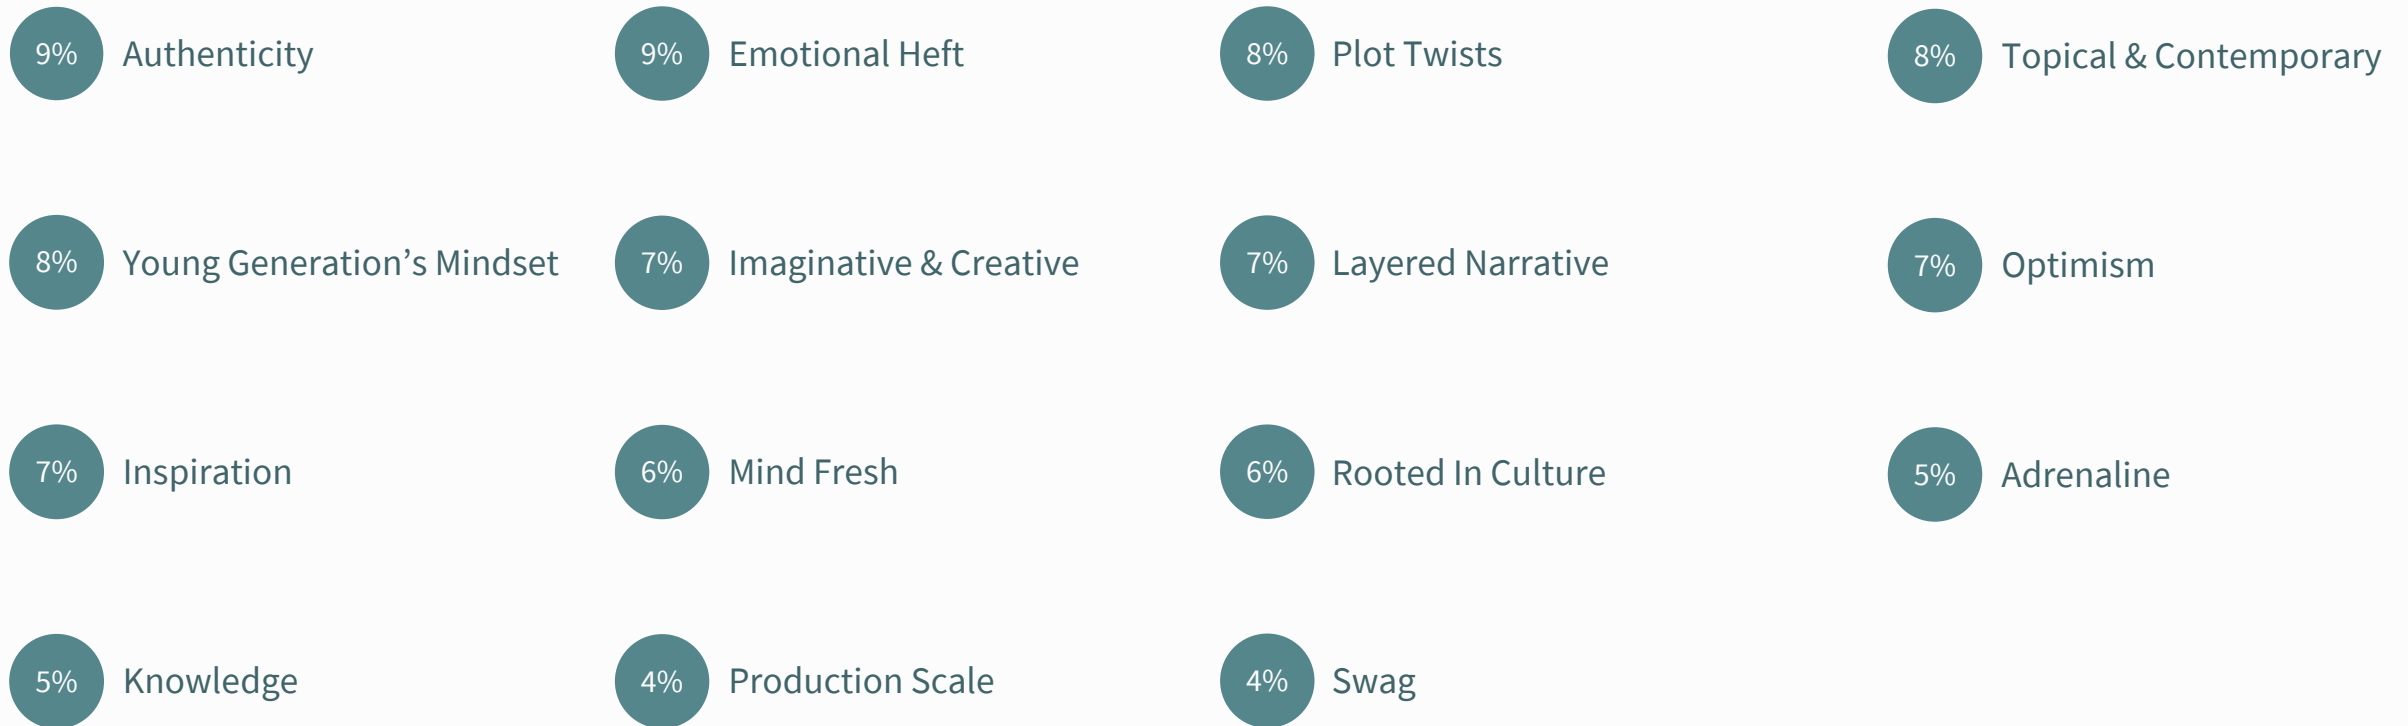 9% Authenticity
9% Emotional Heft
8% Plot Twists
8% Topical & Contemporary
8% Young Generation’s Mindset
7% Imaginative & Creative
7% Layered Narrative
7% Optimism
7% Inspiration
6% Mind Fresh
6% Rooted In Culture
5% Adrenaline
5% Knowledge
4% Production Scale
4% Swag